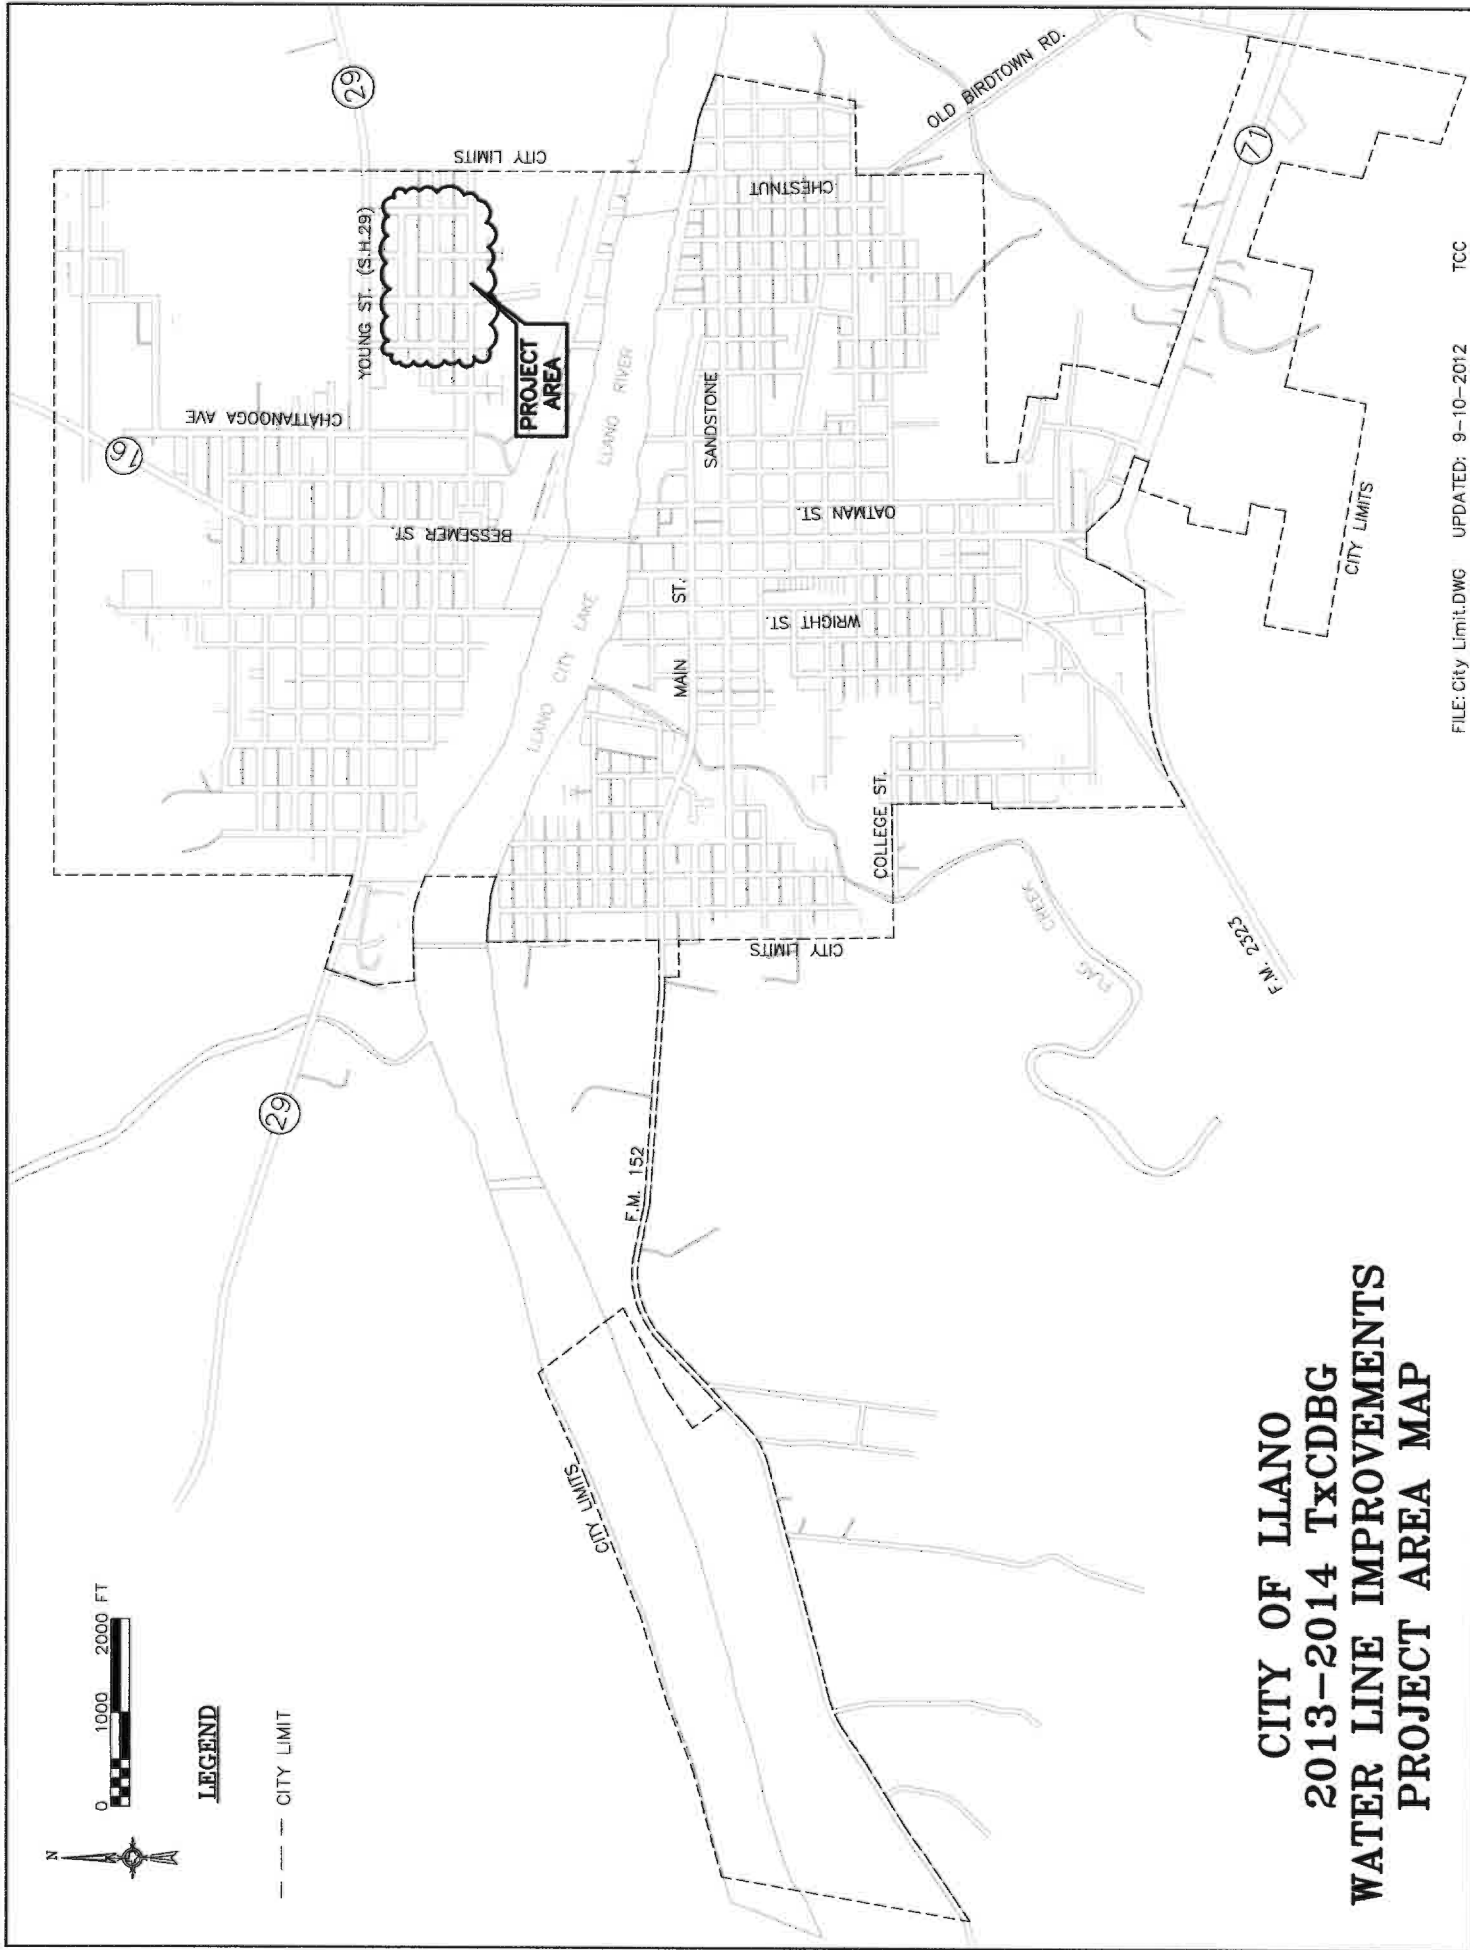 N
0 1000 2000 FT
LEGEND
CITY LIMIT
29
16
29
YOUNG ST. (S.H.29)
CHATTANOOGA AVE
CITY LIMITS
PROJECT
AREA
BESSEMER ST.
LLANO RIVER
LLANO CITY LAKE
SANDSTONE
CHESTNUT
OLD BIRDTOWN RD.
MAIN ST.
OATMAN ST.
WRIGHT ST.
COLLEGE ST.
CITY LIMITS
F.M. 152
CITY LIMITS
FLAG CREEK
F.M. 2323
71
CITY LIMITS
CITY OF LLANO
2013-2014 TxCDBG
WATER LINE IMPROVEMENTS
PROJECT AREA MAP
FILE: City Limit.DWG UPDATED: 9-10-2012 TCC